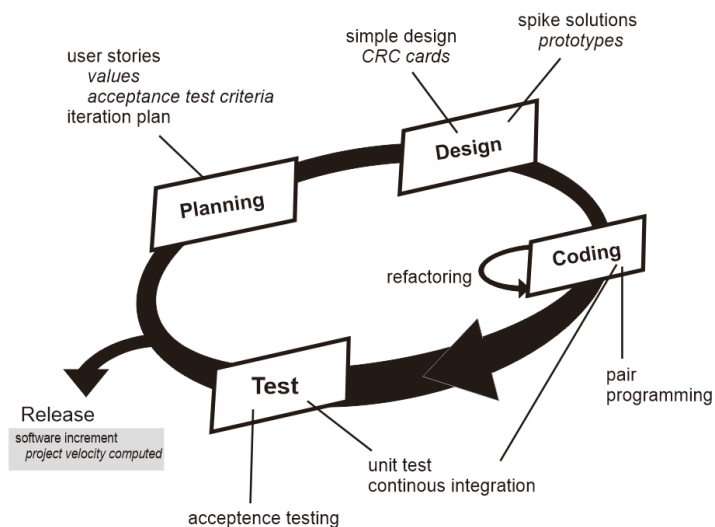 spike solutions
prototypes
simple design
CRC cards
user stories
values
acceptance test criteria
iteration plan
Design
Planning
Coding
refactoring
Test
pair
programming
Release
software increment
project velocity computed
unit test
continous integration
acceptence testing